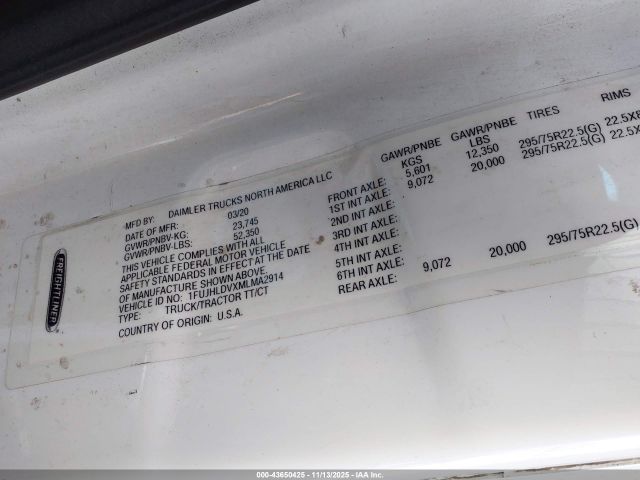 FREIGHTLINER
MFD BY: DAIMLER TRUCKS NORTH AMERICA LLC
DATE OF MFR: 03/20
GVWR/PNBV-KG: 23,745
GVWR/PNBV-LBS: 52,350
THIS VEHICLE COMPLIES WITH ALL
APPLICABLE FEDERAL MOTOR VEHICLE
SAFETY STANDARDS IN EFFECT AT THE DATE
OF MANUFACTURE SHOWN ABOVE.
VEHICLE ID NO: 1FUJHLDVXMLMA2914
TYPE: TRUCK/TRACTOR TT/CT
COUNTRY OF ORIGIN: U.S.A.
GAWR/PNBE KGS GAWR/PNBE LBS TIRES RIMS
FRONT AXLE: 5,601 12,350 295/75R22.5(G) 22.5X8
1ST INT AXLE: 9,072 20,000 295/75R22.5(G) 22.5X
2ND INT AXLE:
3RD INT AXLE:
4TH INT AXLE:
5TH INT AXLE:
6TH INT AXLE:
REAR AXLE: 9,072 20,000 295/75R22.5(G)
000-43650425 - 11/13/2025 - IAA Inc.